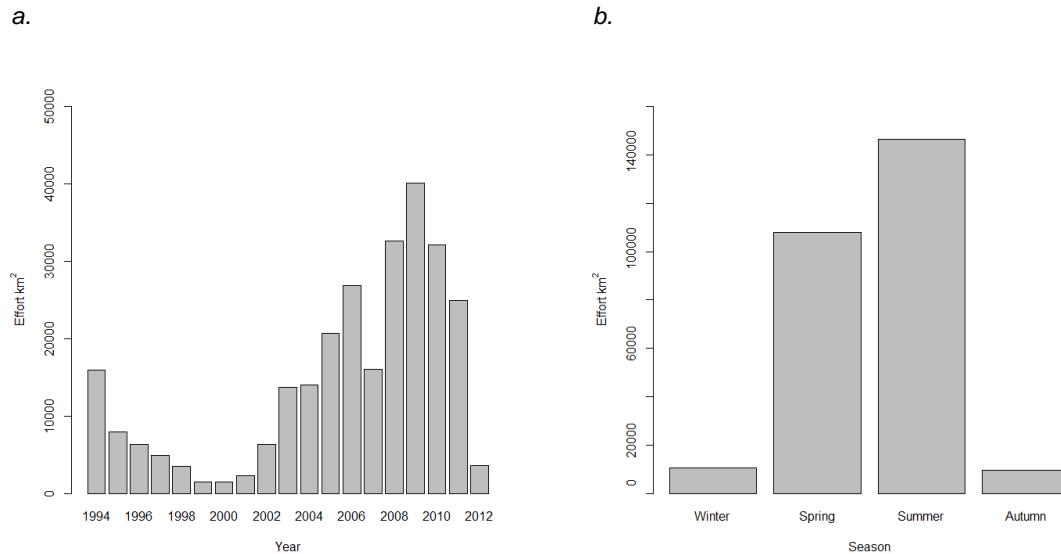 a.
50000
40000
30000
20000
10000
0
Effort km²
1994 1996 1998 2000 2002 2004 2006 2008 2010 2012
Year
b.
140000
100000
60000
20000
0
Effort km²
Winter Spring Summer Autumn
Season